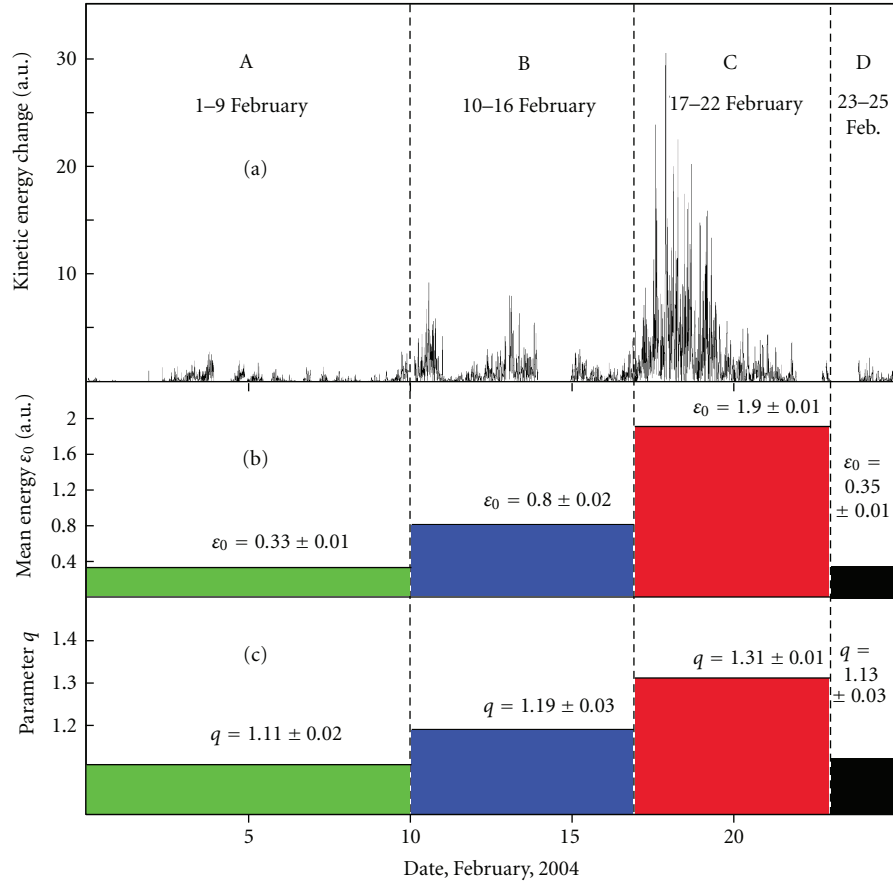 Kinetic energy change (a.u.)
30
20
10
A
1–9 February
(a)
B
10–16 February
C
17–22 February
D
23–25
Feb.
Mean energy ε0 (a.u.)
2
1.6
1.2
0.8
0.4
(b)
ε0 = 0.33 ± 0.01
ε0 = 0.8 ± 0.02
ε0 = 1.9 ± 0.01
ε0 =
0.35
± 0.01
Parameter q
1.4
1.3
1.2
(c)
q = 1.11 ± 0.02
q = 1.19 ± 0.03
q = 1.31 ± 0.01
q =
1.13
± 0.03
5
10
15
20
Date, February, 2004